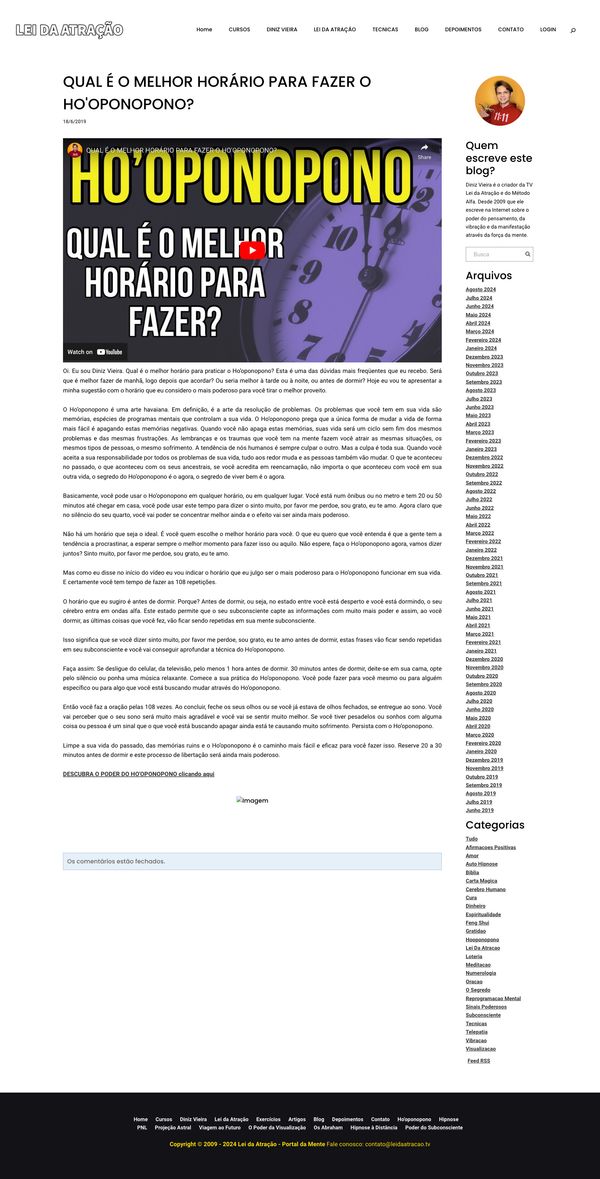 LEI DA ATRAÇÃO
Home CURSOS DINIZ VIEIRA LEI DA ATRAÇÃO TECNICAS BLOG DEPOIMENTOS CONTATO LOGIN
QUAL É O MELHOR HORÁRIO PARA FAZER O
HO'OPONOPONO?
18/6/2019
QUAL É O MELHOR HORÁRIO PARA FAZER O HO'OPONOPONO?
Share
HO'OPONOPONO
QUAL É O MELHOR
HORÁRIO PARA
FAZER?
Watch on YouTube
Oi. Eu sou Diniz Vieira. Qual é o melhor horário para praticar o Ho'oponopono? Esta é uma das dúvidas mais freqüentes que eu recebo. Será
que é melhor fazer de manhã, logo depois que acordar? Ou seria melhor à tarde ou à noite, ou antes de dormir? Hoje eu vou te apresentar a
minha sugestão com o horário que eu considero o mais poderoso para você tirar o melhor proveito.
O Ho'oponopono é uma arte havaiana. Em definição, é a arte da resolução de problemas. Os problemas que você tem em sua vida são
memórias, espécies de programas mentais que controlam a sua vida. O Ho'oponopono prega que a única forma de mudar a vida de forma
mais fácil é apagando estas memórias negativas. Quando você não apaga estas memórias, suas vida será um ciclo sem fim dos mesmos
problemas e das mesmas frustrações. As lembranças e os traumas que você tem na mente fazem você atrair as mesmas situações, os
mesmos tipos de pessoas, o mesmo sofrimento. A tendência de nós humanos é sempre culpar o outro. Mas a culpa é toda sua. Quando você
aceita a sua responsabilidade por todos os problemas de sua vida, tudo aos redor muda e as pessoas também vão mudar. O que te aconteceu
no passado, o que aconteceu com os seus ancestrais, se você acredita em reencarnação, não importa o que aconteceu com você em sua
outra vida, o segredo do Ho'oponopono é o agora, o segredo de viver bem é o agora.
Basicamente, você pode usar o Ho'oponopono em qualquer horário, ou em qualquer lugar. Você está num ônibus ou no metro e tem 20 ou 50
minutos até chegar em casa, você pode usar este tempo para dizer o sinto muito, por favor me perdoe, sou grato, eu te amo. Agora claro que
no silêncio do seu quarto, você vai poder se concentrar melhor ainda e o efeito vai ser ainda mais poderoso.
Não há um horário que seja o ideal. É você quem escolhe o melhor horário para você. O que eu quero que você entenda é que a gente tem a
tendência a procrastinar, a esperar sempre o melhor momento para fazer isso ou aquilo. Não espere, faça o Ho'oponopono agora, vamos dizer
juntos? Sinto muito, por favor me perdoe, sou grato, eu te amo.
Mas como eu disse no início do vídeo eu vou indicar o horário que eu julgo ser o mais poderoso para o Ho'oponopono funcionar em sua vida.
E certamente você tem tempo de fazer as 108 repetições.
O horário que eu sugiro é antes de dormir. Porque? Antes de dormir, ou seja, no estado entre você está desperto e você está dormindo, o seu
cérebro entra em ondas alfa. Este estado permite que o seu subconsciente capte as informações com muito mais poder e assim, ao você
dormir, as últimas coisas que você fez, vão ficar sendo repetidas em sua mente subconsciente.
Isso significa que se você dizer sinto muito, por favor me perdoe, sou grato, eu te amo antes de dormir, estas frases vão ficar sendo repetidas
em seu subconsciente e você vai conseguir aprofundar a técnica do Ho'oponopono.
Faça assim: Se desligue do celular, da televisão, pelo menos 1 hora antes de dormir. 30 minutos antes de dormir, deite-se em sua cama, opte
pelo silêncio ou ponha uma música relaxante. Comece a sua prática do Ho'oponopono. Você pode fazer para você mesmo ou para alguém
específico ou para algo que você está buscando mudar através do Ho'oponopono.
Então você faz a oração pelas 108 vezes. Ao concluir, feche os seus olhos ou se você já estava de olhos fechados, se entregue ao sono. Você
vai perceber que o seu sono será muito mais agradável e você vai se sentir muito melhor. Se você tiver pesadelos ou sonhos com alguma
coisa ou pessoa é um sinal que o que você está buscando apagar ainda está te causando muito sofrimento. Persista com o Ho'oponopono.
Limpe a sua vida do passado, das memórias ruins e o Ho'oponopono é o caminho mais fácil e eficaz para você fazer isso. Reserve 20 a 30
minutos antes de dormir e este processo de libertação será ainda mais poderoso.
DESCUBRA O PODER DO HO'OPONOPONO clicando aqui
Imagem
Os comentários estão fechados.
11:11
Quem
escreve este
blog?
Diniz Vieira é o criador da TV
Lei da Atração e do Método
Alfa. Desde 2009 que ele
escreve na Internet sobre o
poder do pensamento, da
vibração e da manifestação
através da força da mente.
Busca
Arquivos
Agosto 2024
Julho 2024
Junho 2024
Maio 2024
Abril 2024
Março 2024
Fevereiro 2024
Janeiro 2024
Dezembro 2023
Novembro 2023
Outubro 2023
Setembro 2023
Agosto 2023
Julho 2023
Junho 2023
Maio 2023
Abril 2023
Março 2023
Fevereiro 2023
Janeiro 2023
Dezembro 2022
Novembro 2022
Outubro 2022
Setembro 2022
Agosto 2022
Julho 2022
Junho 2022
Maio 2022
Abril 2022
Março 2022
Fevereiro 2022
Janeiro 2022
Dezembro 2021
Novembro 2021
Outubro 2021
Setembro 2021
Agosto 2021
Julho 2021
Junho 2021
Maio 2021
Abril 2021
Março 2021
Fevereiro 2021
Janeiro 2021
Dezembro 2020
Novembro 2020
Outubro 2020
Setembro 2020
Agosto 2020
Julho 2020
Junho 2020
Maio 2020
Abril 2020
Março 2020
Fevereiro 2020
Janeiro 2020
Dezembro 2019
Novembro 2019
Outubro 2019
Setembro 2019
Agosto 2019
Julho 2019
Junho 2019
Categorias
Tudo
Afirmacoes Positivas
Amor
Auto Hipnose
Bíblia
Carta Magica
Cerebro Humano
Cura
Dinheiro
Espiritualidade
Feng Shui
Gratidao
Hooponopono
Lei Da Atracao
Loteria
Meditacao
Numerologia
Oracao
O Segredo
Reprogramacao Mental
Sinais Poderosos
Subconsciente
Tecnicas
Telepatia
Vibracao
Visualizacao
Feed RSS
Home Cursos Diniz Vieira Lei da Atração Exercícios Artigos Blog Depoimentos Contato Ho'oponopono Hipnose
PNL Projeção Astral Viagem ao Futuro O Poder da Visualização Os Abraham Hipnose à Distância Poder do Subconsciente
Copyright © 2009 - 2024 Lei da Atração - Portal da Mente Fale conosco: contato@leidaatracao.tv